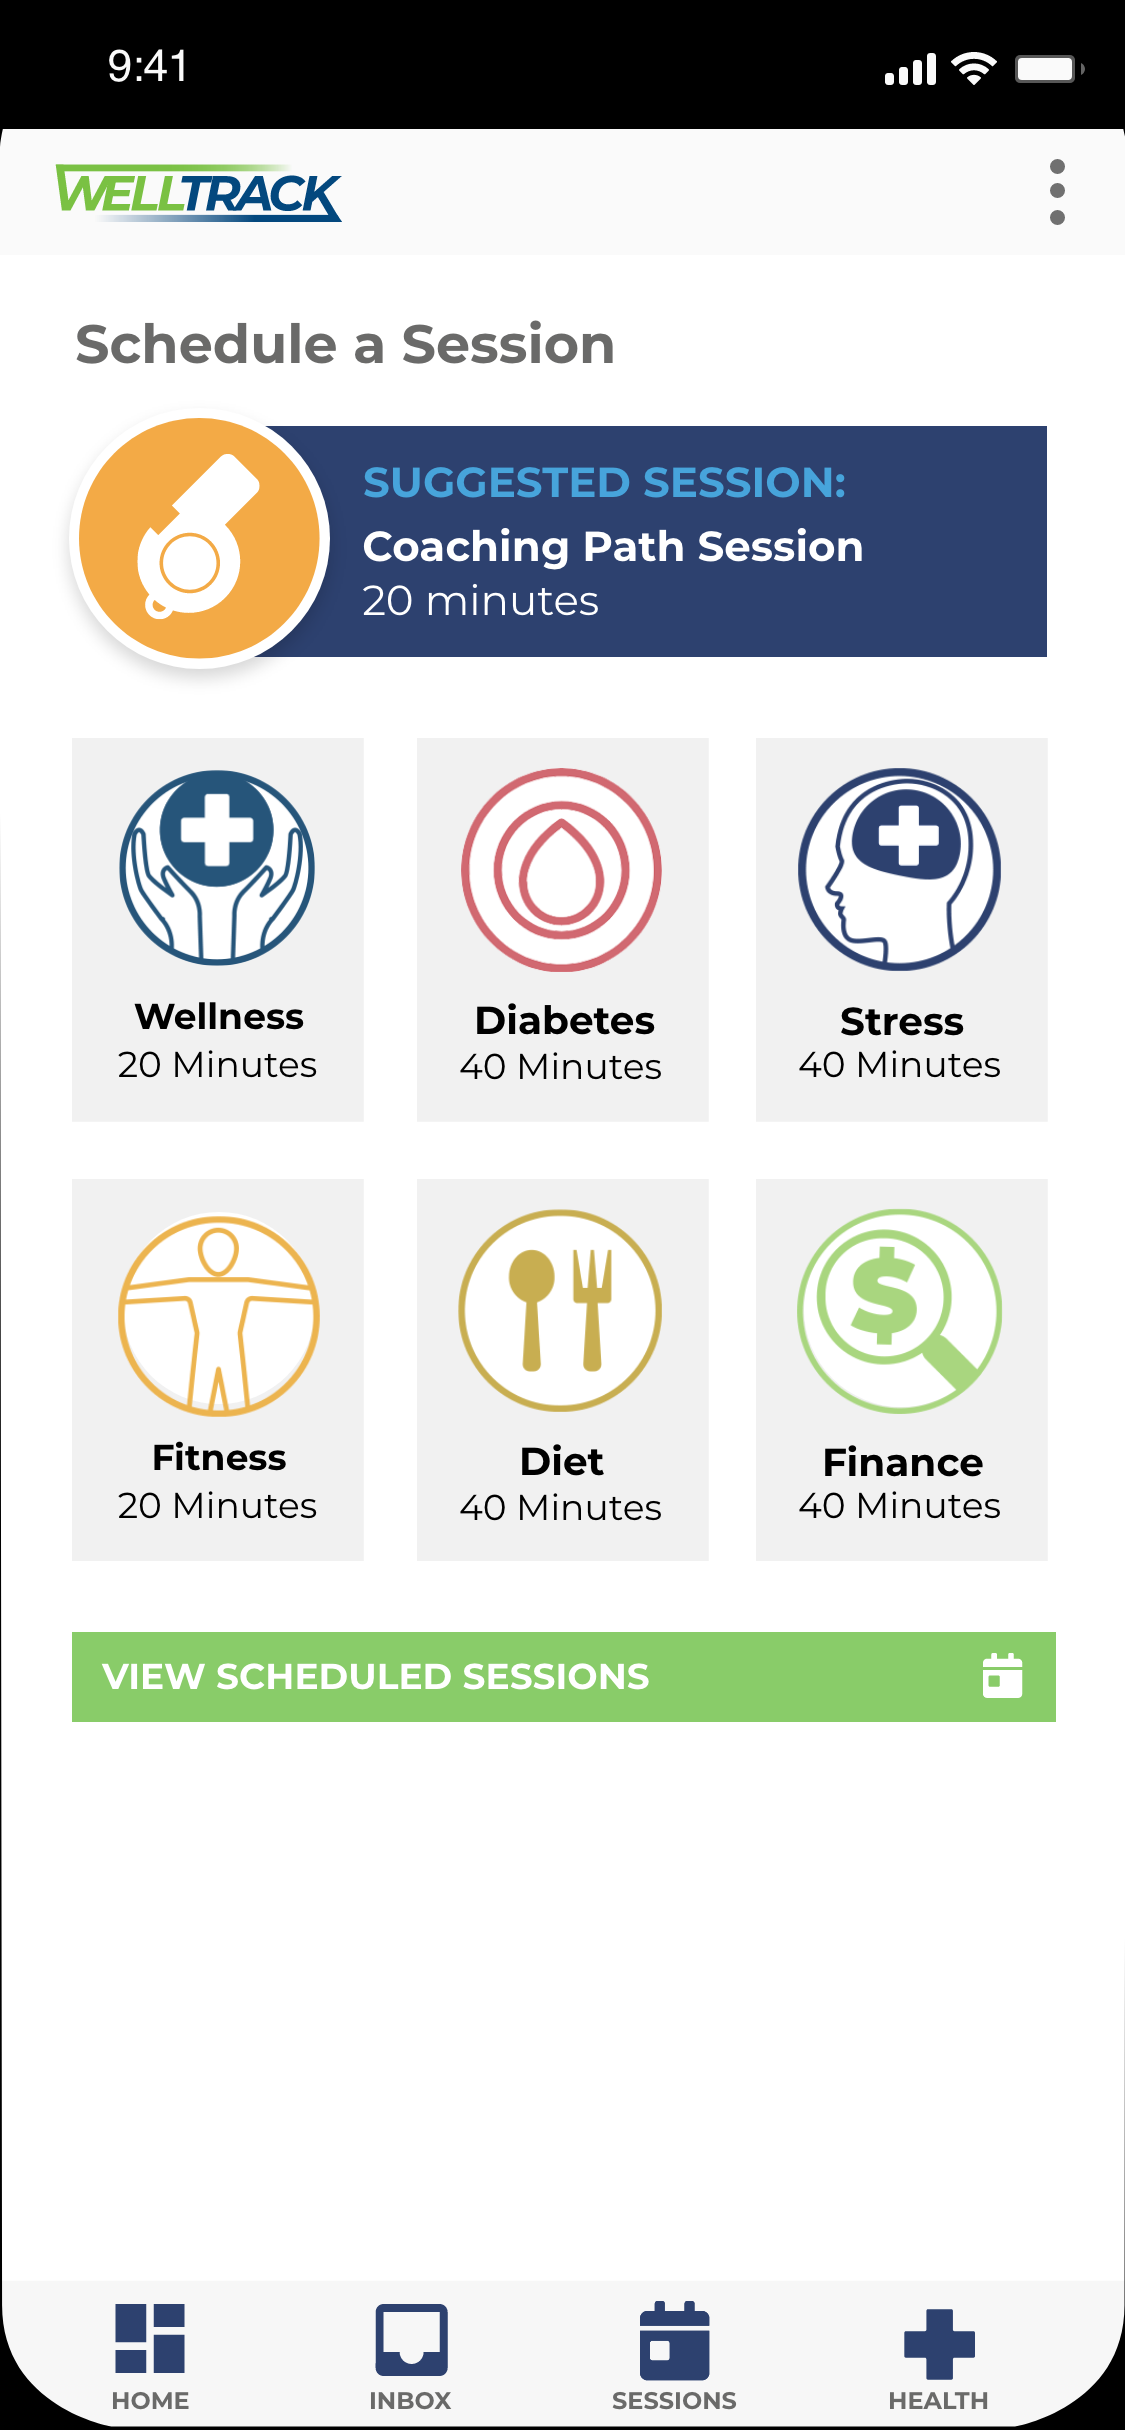 9:41
WELLTRACK
Schedule a Session
SUGGESTED SESSION:
Coaching Path Session
20 minutes
Wellness
20 Minutes
Diabetes
40 Minutes
Stress
40 Minutes
Fitness
20 Minutes
Diet
40 Minutes
Finance
40 Minutes
VIEW SCHEDULED SESSIONS
HOME
INBOX
SESSIONS
HEALTH